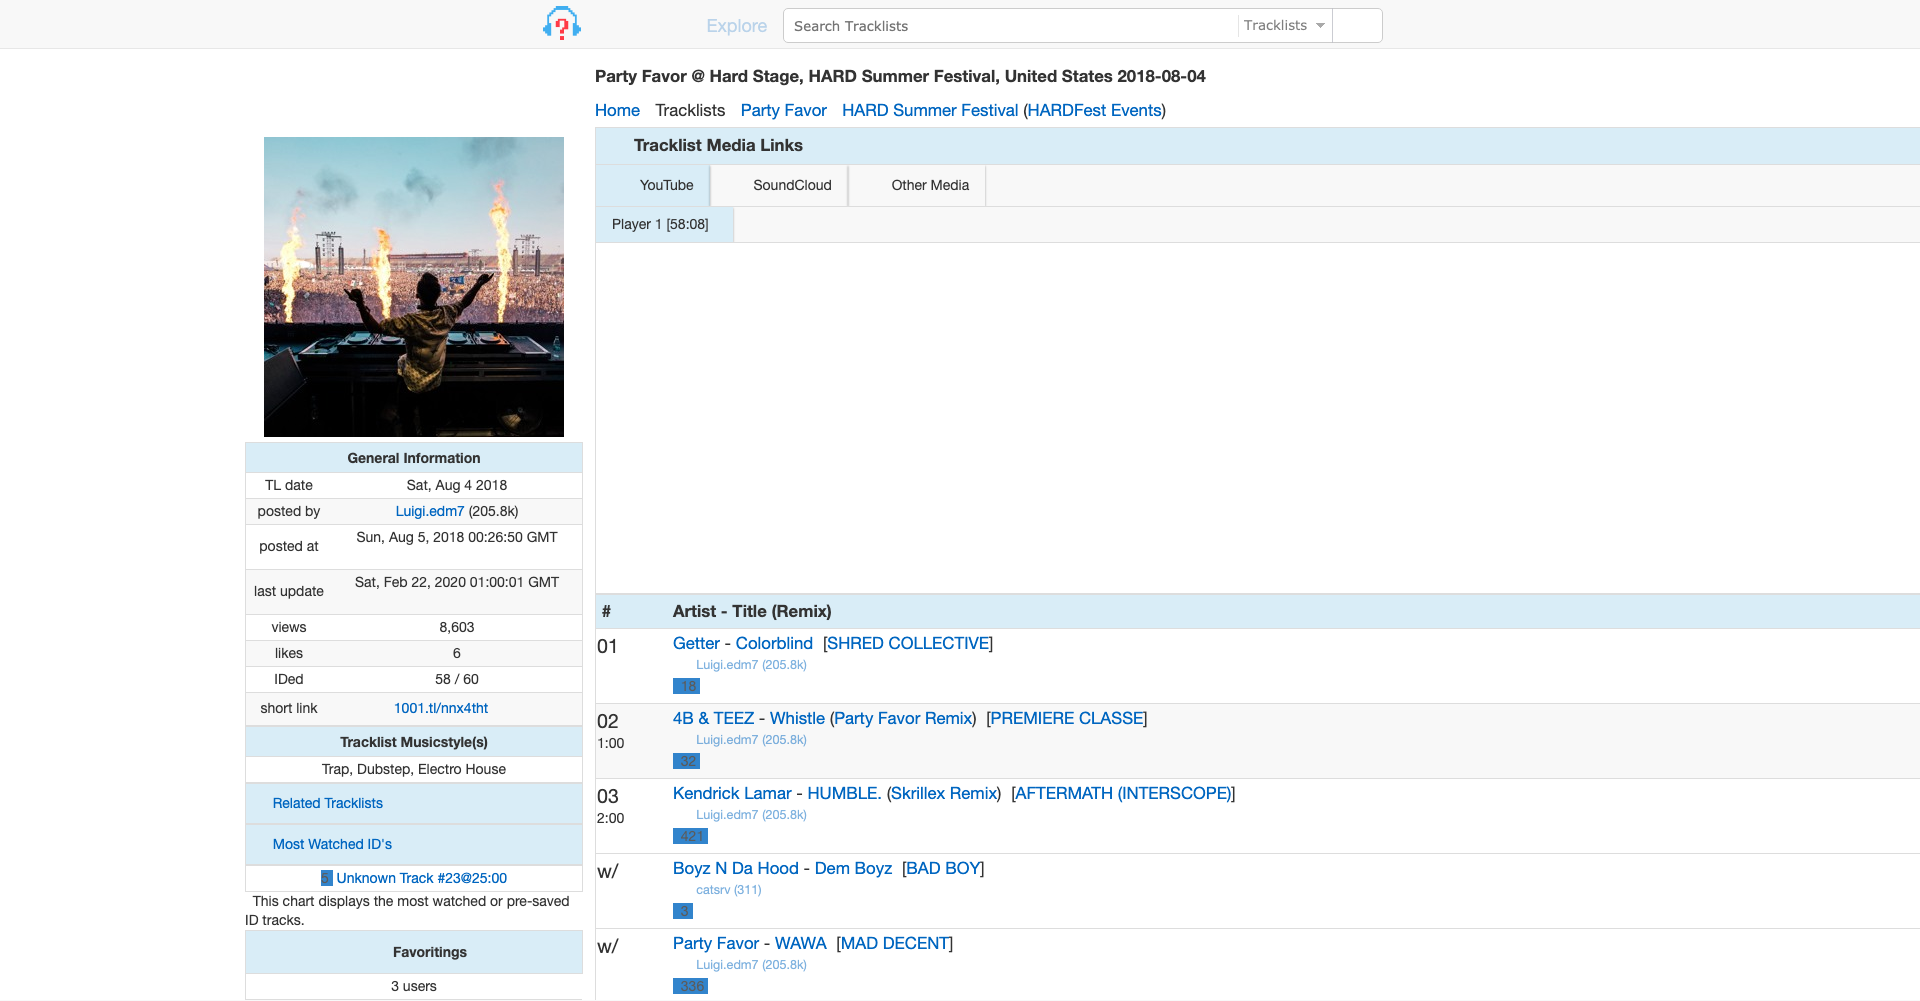 Explore
Search Tracklists
Tracklists
Party Favor @ Hard Stage, HARD Summer Festival, United States 2018-08-04
Home Tracklists Party Favor HARD Summer Festival (HARDFest Events)
Tracklist Media Links
YouTube SoundCloud Other Media
Player 1 [58:08]
General Information
TL date Sat, Aug 4 2018
posted by Luigi.edm7 (205.8k)
posted at Sun, Aug 5, 2018 00:26:50 GMT
last update Sat, Feb 22, 2020 01:00:01 GMT
views 8,603
likes 6
IDed 58 / 60
short link 1001.tl/nnx4tht
Tracklist Musicstyle(s)
Trap, Dubstep, Electro House
Related Tracklists
Most Watched ID's
5 Unknown Track #23@25:00
This chart displays the most watched or pre-saved
ID tracks.
Favoritings
3 users
# Artist - Title (Remix)
01 Getter - Colorblind [SHRED COLLECTIVE]
Luigi.edm7 (205.8k)
18
02 4B & TEEZ - Whistle (Party Favor Remix) [PREMIERE CLASSE]
1:00 Luigi.edm7 (205.8k)
32
03 Kendrick Lamar - HUMBLE. (Skrillex Remix) [AFTERMATH (INTERSCOPE)]
2:00 Luigi.edm7 (205.8k)
421
w/ Boyz N Da Hood - Dem Boyz [BAD BOY]
catsrv (311)
3
w/ Party Favor - WAWA [MAD DECENT]
Luigi.edm7 (205.8k)
336